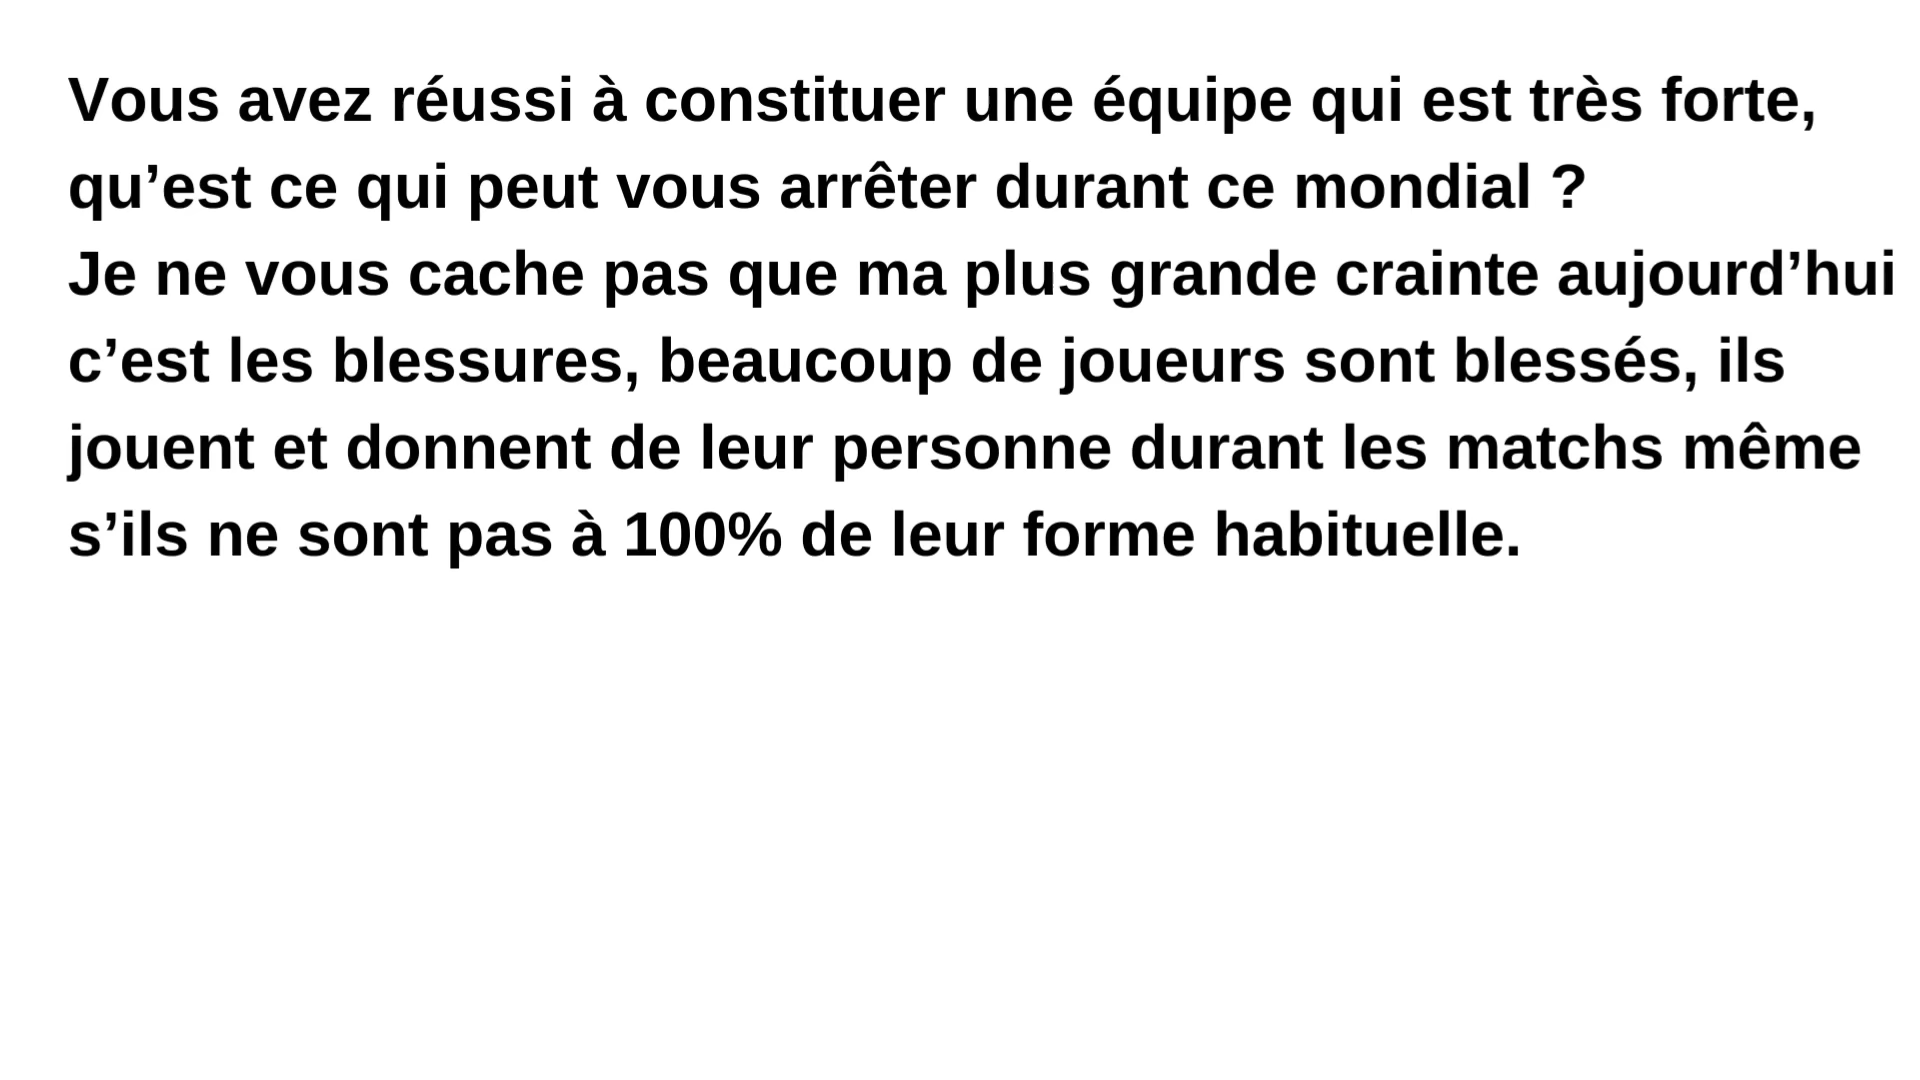 Vous avez réussi à constituer une équipe qui est très forte,
qu’est ce qui peut vous arrêter durant ce mondial ?
Je ne vous cache pas que ma plus grande crainte aujourd’hui
c’est les blessures, beaucoup de joueurs sont blessés, ils
jouent et donnent de leur personne durant les matchs même
s’ils ne sont pas à 100% de leur forme habituelle.